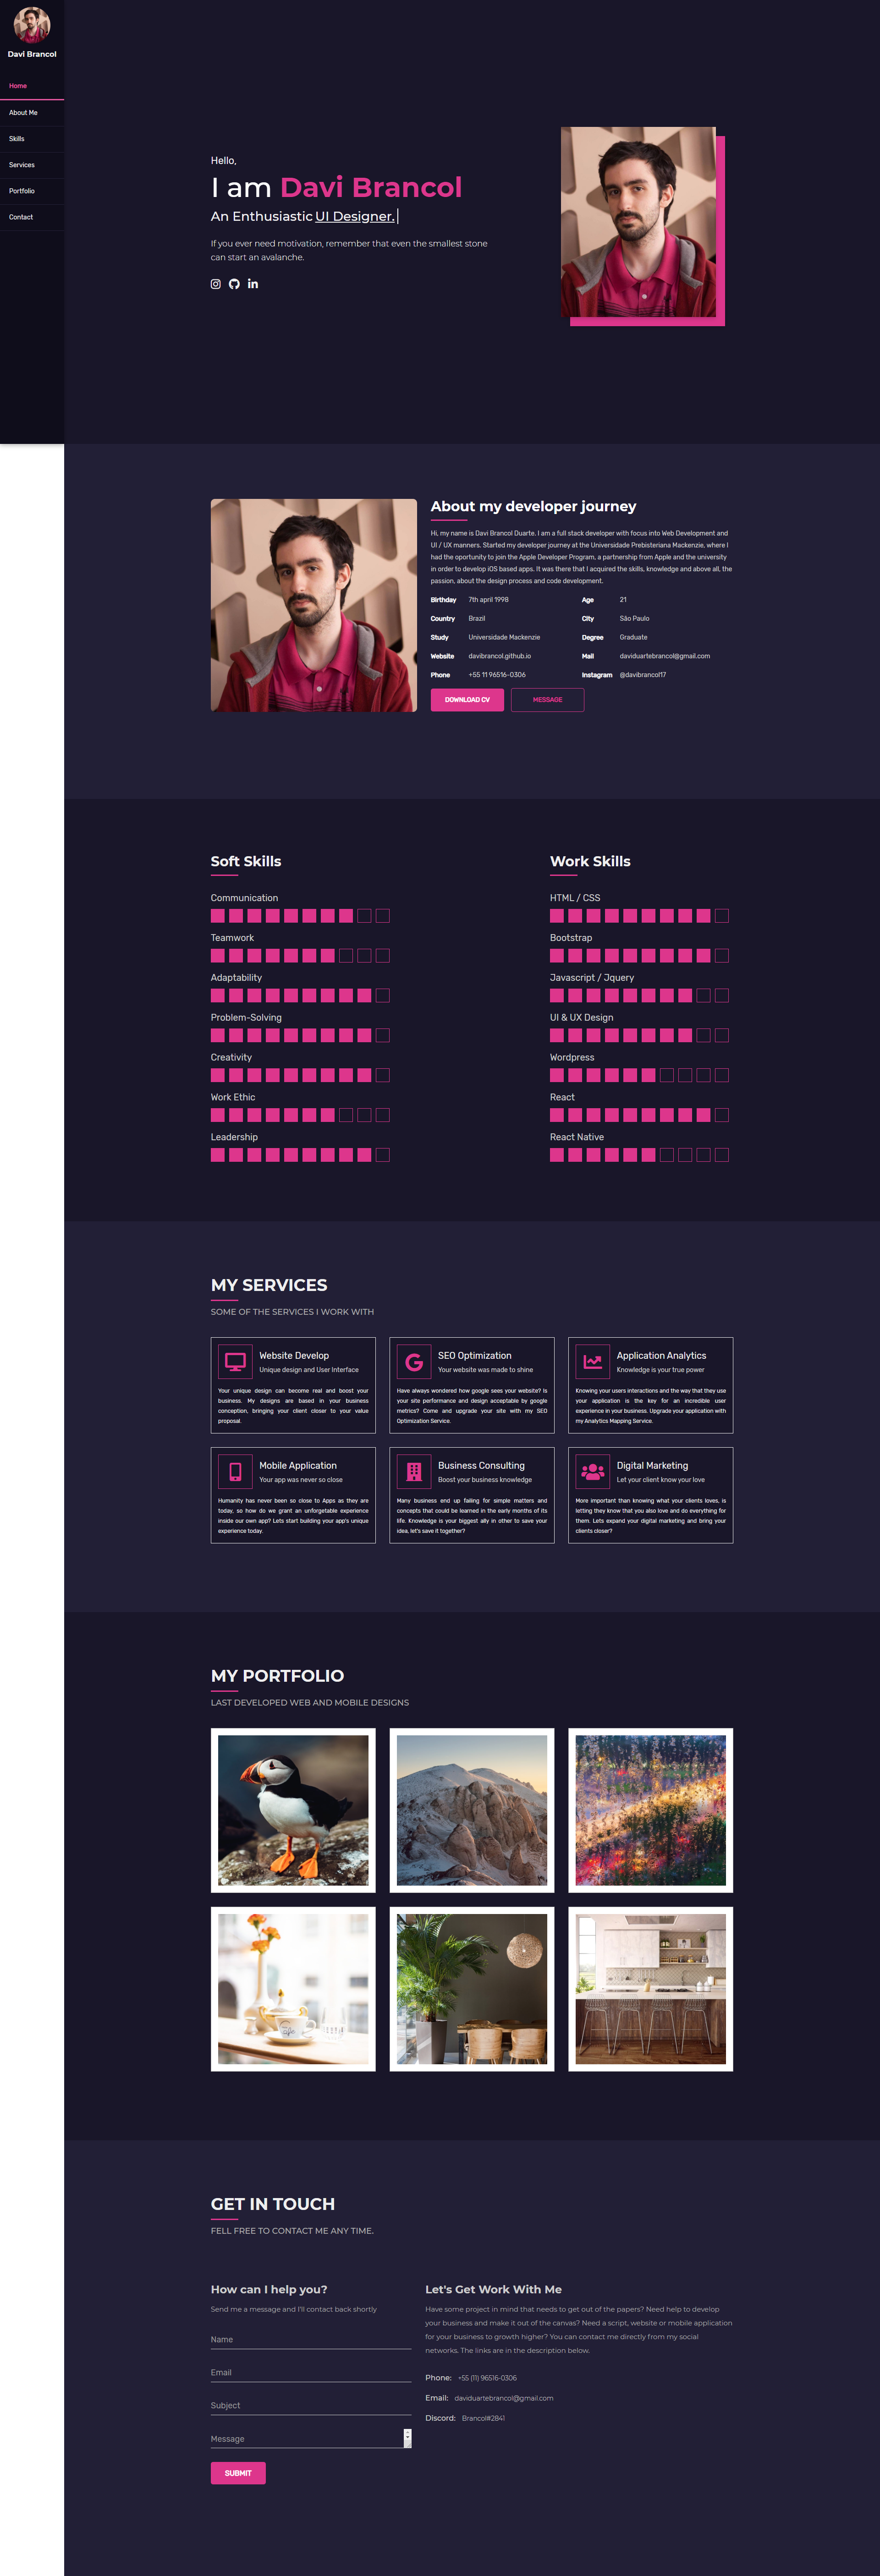 Davi Brancol
Home
About Me
Skills
Services
Portfolio
Contact
Hello,
I am Davi Brancol
An Enthusiastic UI Designer.
If you ever need motivation, remember that even the smallest stone
can start an avalanche.
About my developer journey
Hi, my name is Davi Brancol Duarte. I am a full stack developer with focus into Web Development and
UI / UX manners. Started my developer journey at the Universidade Prebisteriana Mackenzie, where I
had the oportunity to join the Apple Developer Program, a partnership from Apple and the university
in order to develop iOS based apps. It was there that I acquired the skills, knowledge and above all, the
passion, about the design process and code development.
Birthday 7th april 1998
Age 21
Country Brazil
City São Paulo
Study Universidade Mackenzie
Degree Graduate
Website davibrancol.github.io
Mail daviduartebrancol@gmail.com
Phone +55 11 96516-0306
Instagram @davibrancol17
DOWNLOAD CV
MESSAGE
Soft Skills
Communication
Teamwork
Adaptability
Problem-Solving
Creativity
Work Ethic
Leadership
Work Skills
HTML / CSS
Bootstrap
Javascript / Jquery
UI & UX Design
Wordpress
React
React Native
MY SERVICES
SOME OF THE SERVICES I WORK WITH
Website Develop
Unique design and User Interface
Your unique design can become real and boost your
business. My designs are based in your business
conception, bringing your client closer to your value
proposal.
SEO Optimization
Your website was made to shine
Have always wondered how google sees your website? Is
your site performance and design acceptable by google
metrics? Come and upgrade your site with my SEO
Optimization Service.
Application Analytics
Knowledge is your true power
Knowing your users interactions and the way that they use
your application is the key for an incredible user
experience in your business. Upgrade your application with
my Analytics Mapping Service.
Mobile Application
Your app was never so close
Humanity has never been so close to Apps as they are
today, so how do we grant an unforgetable experience
inside our own app? Lets start building your app's unique
experience today.
Business Consulting
Boost your business knowledge
Many business end up falling for simple matters and
concepts that could be learned in the early months of its
life. Knowledge is your biggest ally in other to save your
idea, let's save it together?
Digital Marketing
Let your client know your love
More important than knowing what your clients loves, is
letting they know that you also love and do everything for
them. Lets expand your digital marketing and bring your
clients closer?
MY PORTFOLIO
LAST DEVELOPED WEB AND MOBILE DESIGNS
GET IN TOUCH
FELL FREE TO CONTACT ME ANY TIME.
How can I help you?
Send me a message and I'll contact back shortly
Name
Email
Subject
Message
SUBMIT
Let's Get Work With Me
Have some project in mind that needs to get out of the papers? Need help to develop
your business and make it out of the canvas? Need a script, website or mobile application
for your business to growth higher? You can contact me directly from my social
networks. The links are in the description below.
Phone: +55 (11) 96516-0306
Email: daviduartebrancol@gmail.com
Discord: Brancol#2841